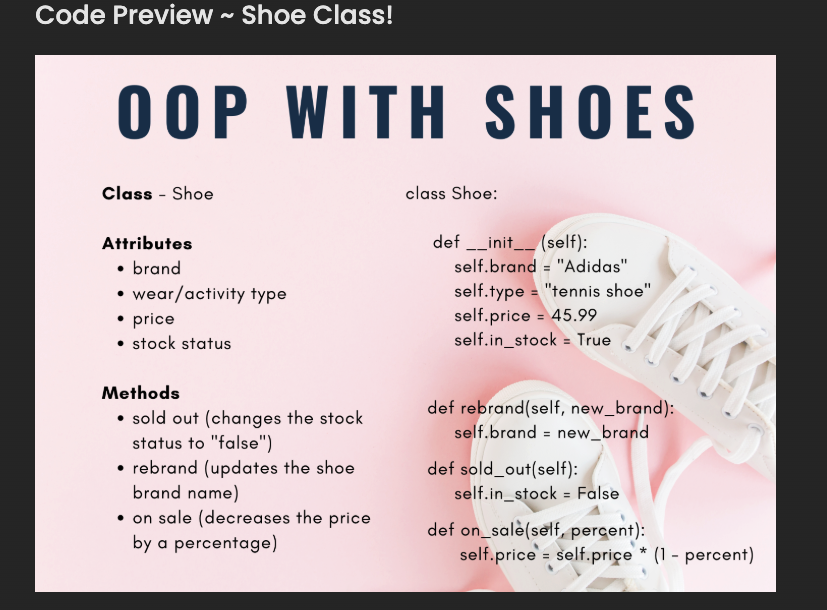 Code Preview ~ Shoe Class!
OOP WITH SHOES
Class - Shoe
Attributes
• brand
• wear/activity type
• price
• stock status
Methods
• sold out (changes the stock
status to "false")
• rebrand (updates the shoe
brand name)
• on sale (decreases the price
by a percentage)
class Shoe:
def __init__ (self):
self.brand = "Adidas"
self.type = "tennis shoe"
self.price = 45.99
self.in_stock = True
def rebrand(self, new_brand):
self.brand = new_brand
def sold_out(self):
self.in_stock = False
def on_sale(self, percent):
self.price = self.price * (1 - percent)